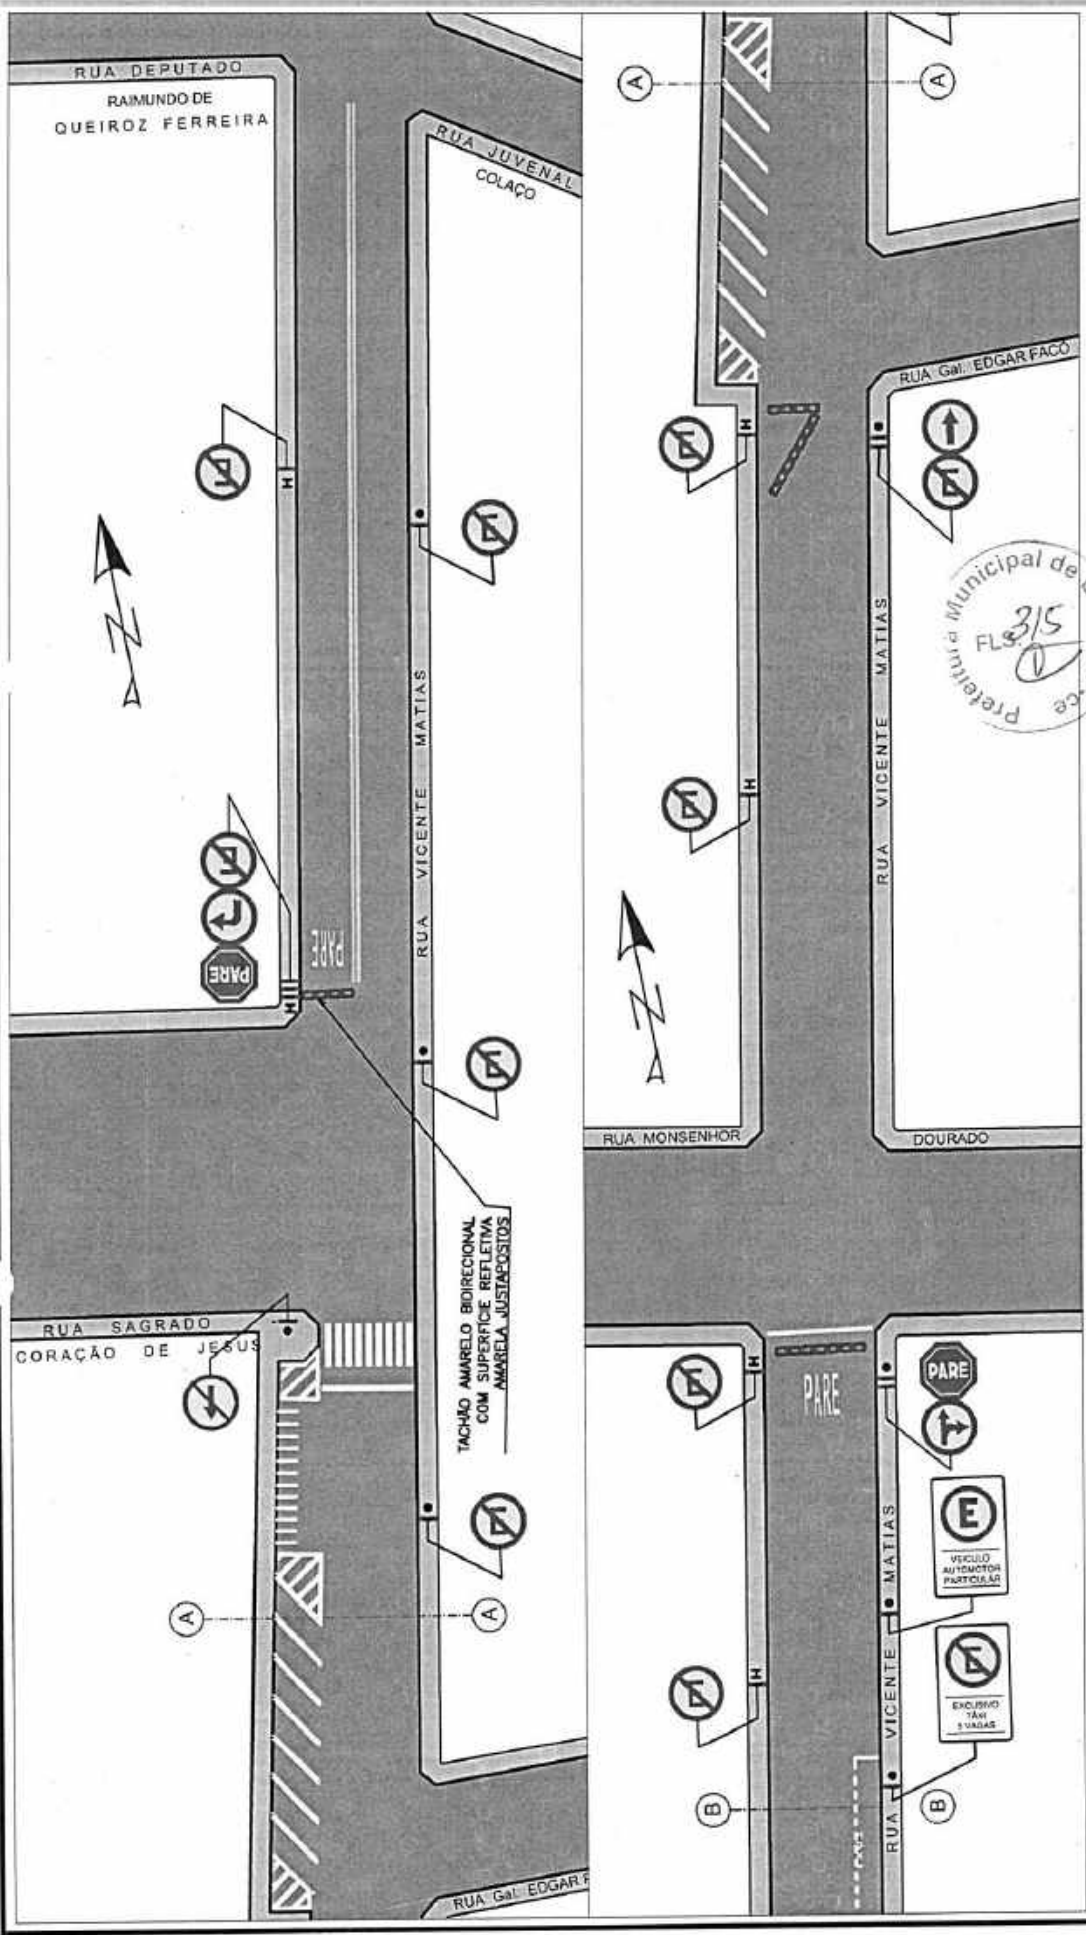 RUA DEPUTADO
RAIMUNDO DE
QUEIROZ FERREIRA
RUA JUVENAL
COLAÇO
N
RUA VICENTE MATIAS
PARE
PARE
TACHÃO AMARELO BIDIRECIONAL
COM SUPERFÍCIE REFLETIVA
AMARELA JUSTAPOSTOS
RUA SAGRADO
CORAÇÃO DE JESUS
A
A
RUA Gal. EDGAR F
A
A
RUA Gal. EDGAR FACÓ
RUA VICENTE MATIAS
Prefeitura Municipal de
FLS. 315
N
RUA MONSENHOR
DOURADO
PARE
PARE
E
VEICULO
AUTOMOTOR
PARTICULAR
E
EXCLUSIVO
TÁXI
RUA VICENTE MATIAS
B
B